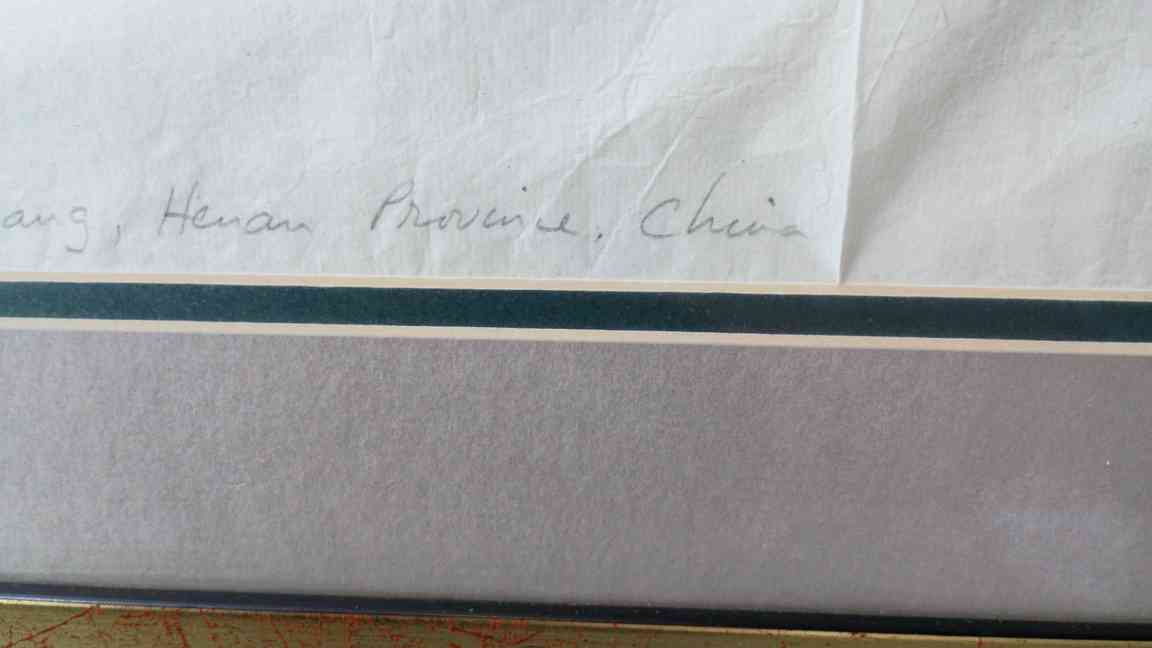 ang, Henan Province, China